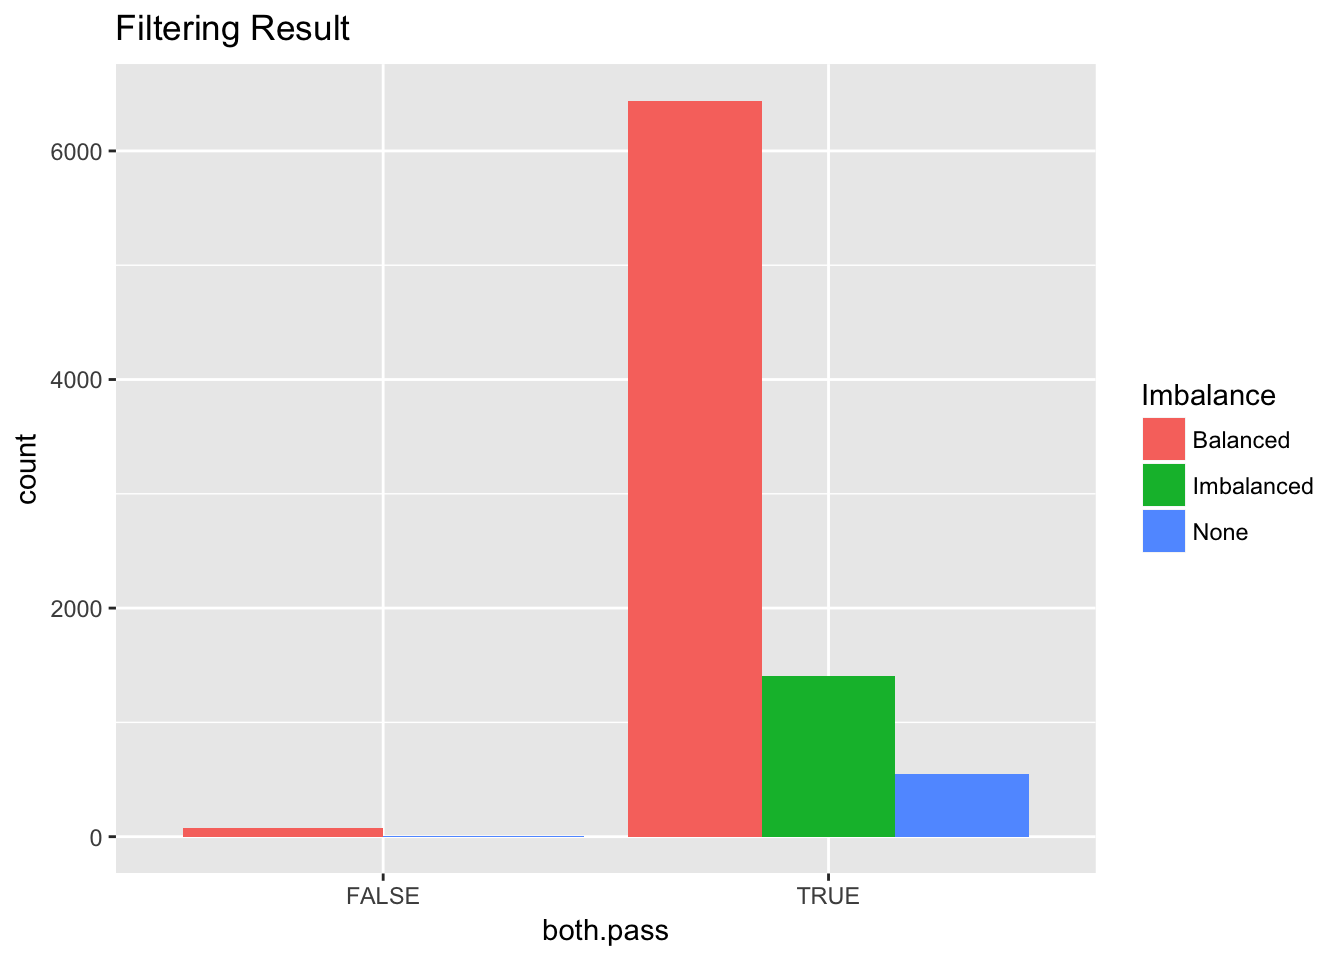 Filtering Result
6000
4000
2000
0
count
FALSE
TRUE
both.pass
Imbalance
Balanced
Imbalanced
None